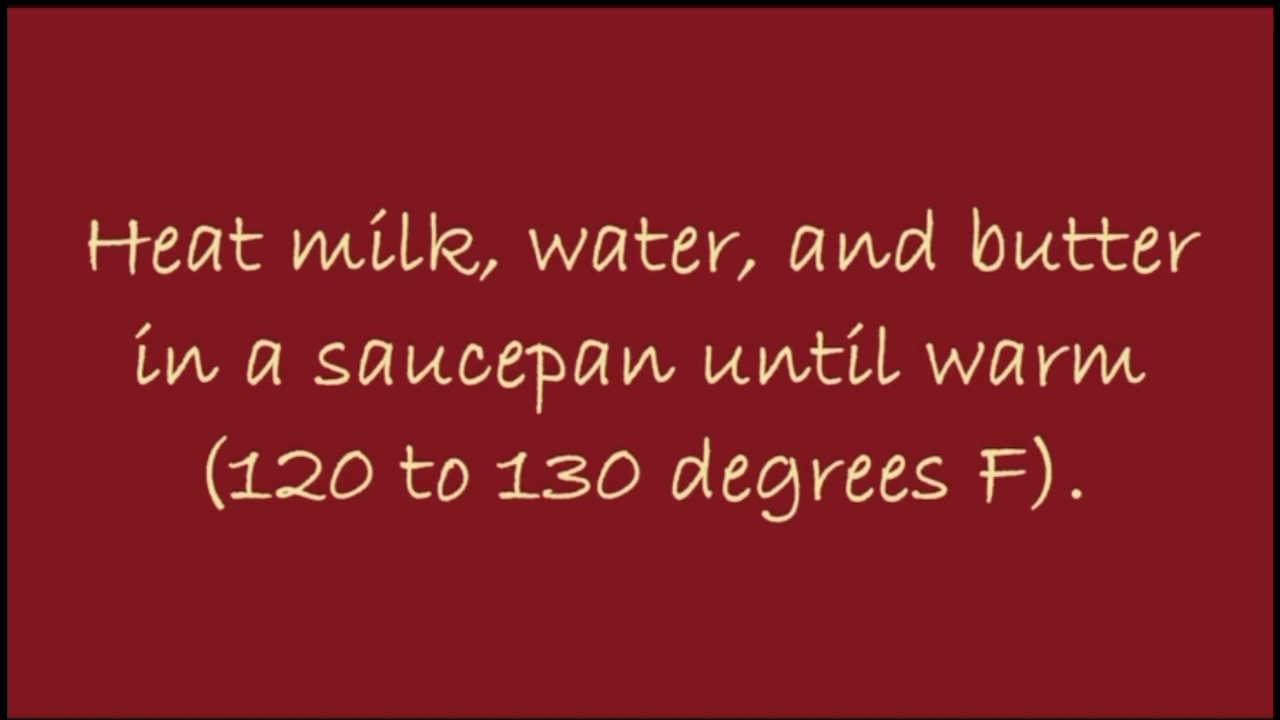 Heat milk, water, and butter
in a saucepan until warm
(120 to 130 degrees F).